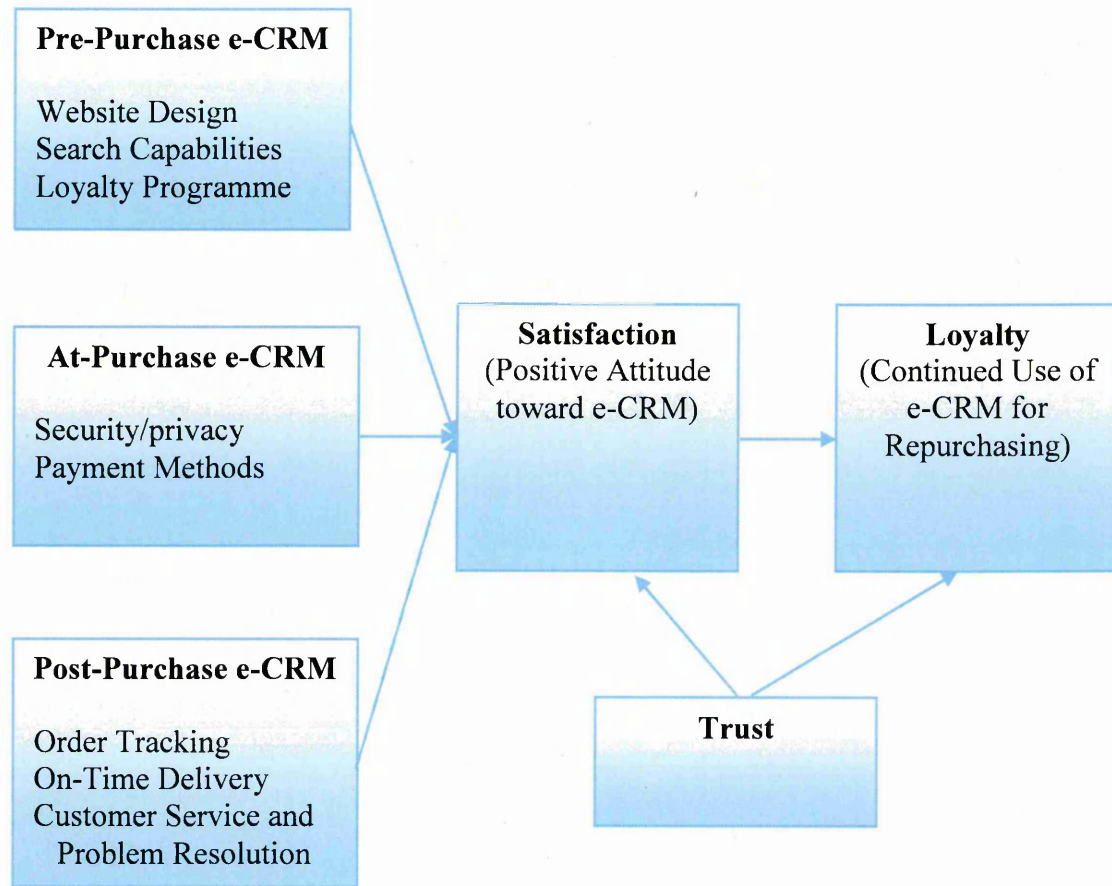 Pre-Purchase e-CRM
Website Design
Search Capabilities
Loyalty Programme
At-Purchase e-CRM
Security/privacy
Payment Methods
Post-Purchase e-CRM
Order Tracking
On-Time Delivery
Customer Service and
Problem Resolution
Satisfaction
(Positive Attitude
toward e-CRM)
Loyalty
(Continued Use of
e-CRM for
Repurchasing)
Trust